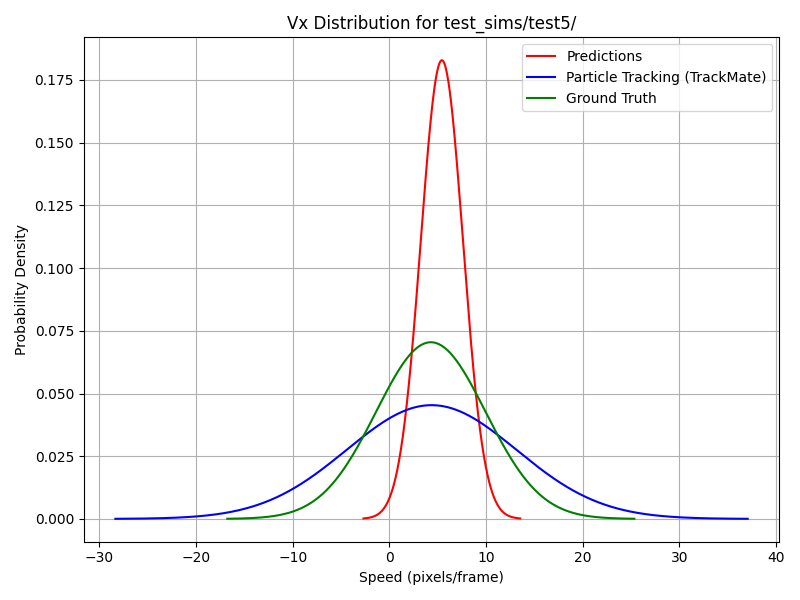 Vx Distribution for test_sims/test5/
Predictions
Particle Tracking (TrackMate)
Ground Truth
0.175
0.150
0.125
0.100
0.075
0.050
0.025
0.000
Probability Density
−30
−20
−10
0
10
20
30
40
Speed (pixels/frame)